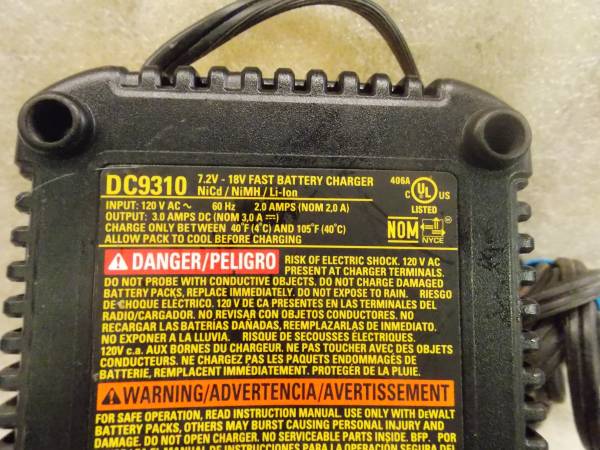 DC9310 7.2V - 18V FAST BATTERY CHARGER
NiCd / NiMH / Li-Ion
406A
C UL US
LISTED
INPUT: 120 V AC ~ 60 Hz 2.0 AMPS (NOM 2,0 A)
OUTPUT: 3.0 AMPS DC (NOM 3,0 A ⎓)
CHARGE ONLY BETWEEN 40°F (4°C) AND 105°F (40°C)
ALLOW PACK TO COOL BEFORE CHARGING
NOM
NYCE
DANGER/PELIGRO RISK OF ELECTRIC SHOCK. 120 V AC
PRESENT AT CHARGER TERMINALS.
DO NOT PROBE WITH CONDUCTIVE OBJECTS. DO NOT CHARGE DAMAGED
BATTERY PACKS, REPLACE IMMEDIATELY. DO NOT EXPOSE TO RAIN. RIESGO
DE CHOQUE ELÉCTRICO. 120 V DE CA PRESENTES EN LAS TERMINALES DEL
RADIO/CARGADOR. NO REVISAR CON OBJETOS CONDUCTORES. NO
RECARGAR LAS BATERÍAS DAÑADAS, REEMPLAZARLAS DE INMEDIATO.
NO EXPONER A LA LLUVIA. RISQUE DE SECOUSSES ÉLECTRIQUES.
120V c.a. AUX BORNES DU CHARGEUR. NE PAS TOUCHER AVEC DES OBJETS
CONDUCTEURS. NE CHARGEZ PAS LES PAQUETS ENDOMMAGÉS DE
BATTERIE, REMPLACENT IMMÉDIATEMENT. PROTÉGER DE LA PLUIE.
WARNING/ADVERTENCIA/AVERTISSEMENT
FOR SAFE OPERATION, READ INSTRUCTION MANUAL. USE ONLY WITH DeWALT
BATTERY PACKS, OTHERS MAY BURST CAUSING PERSONAL INJURY AND
DAMAGE. DO NOT OPEN CHARGER. NO SERVICEABLE PARTS INSIDE. BFP. POR
EL MANUAL DE INSTRUCCIONES PARA LA OPERACIÓN SEGURA DEL